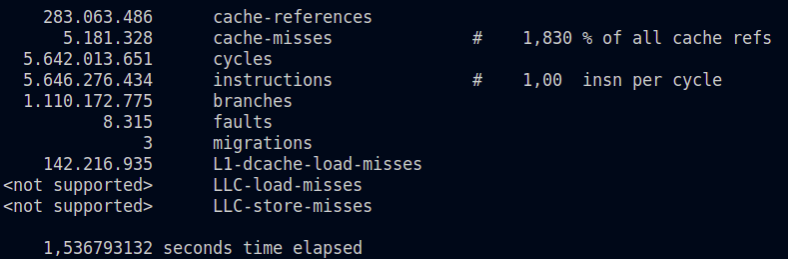 283.063.486 cache-references
5.181.328 cache-misses # 1,830 % of all cache refs
5.642.013.651 cycles
5.646.276.434 instructions # 1,00 insn per cycle
1.110.172.775 branches
8.315 faults
3 migrations
142.216.935 L1-dcache-load-misses
<not supported> LLC-load-misses
<not supported> LLC-store-misses
1,536793132 seconds time elapsed